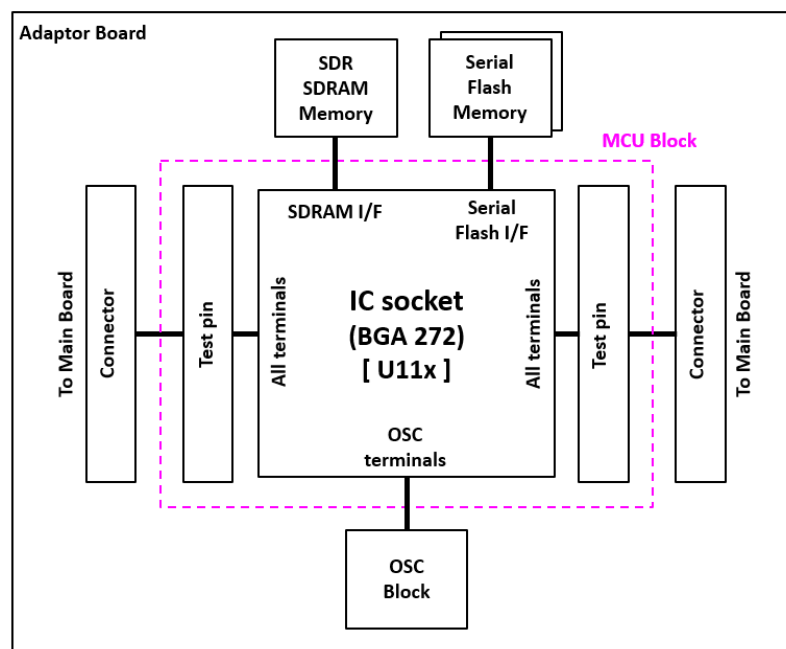 Adaptor Board
SDR
SDRAM
Memory
Serial
Flash
Memory
MCU Block
SDRAM I/F
Serial
Flash I/F
To Main Board
Connector
Test pin
All terminals
IC socket
(BGA 272)
[ U11x ]
All terminals
Test pin
Connector
To Main Board
OSC
terminals
OSC
Block